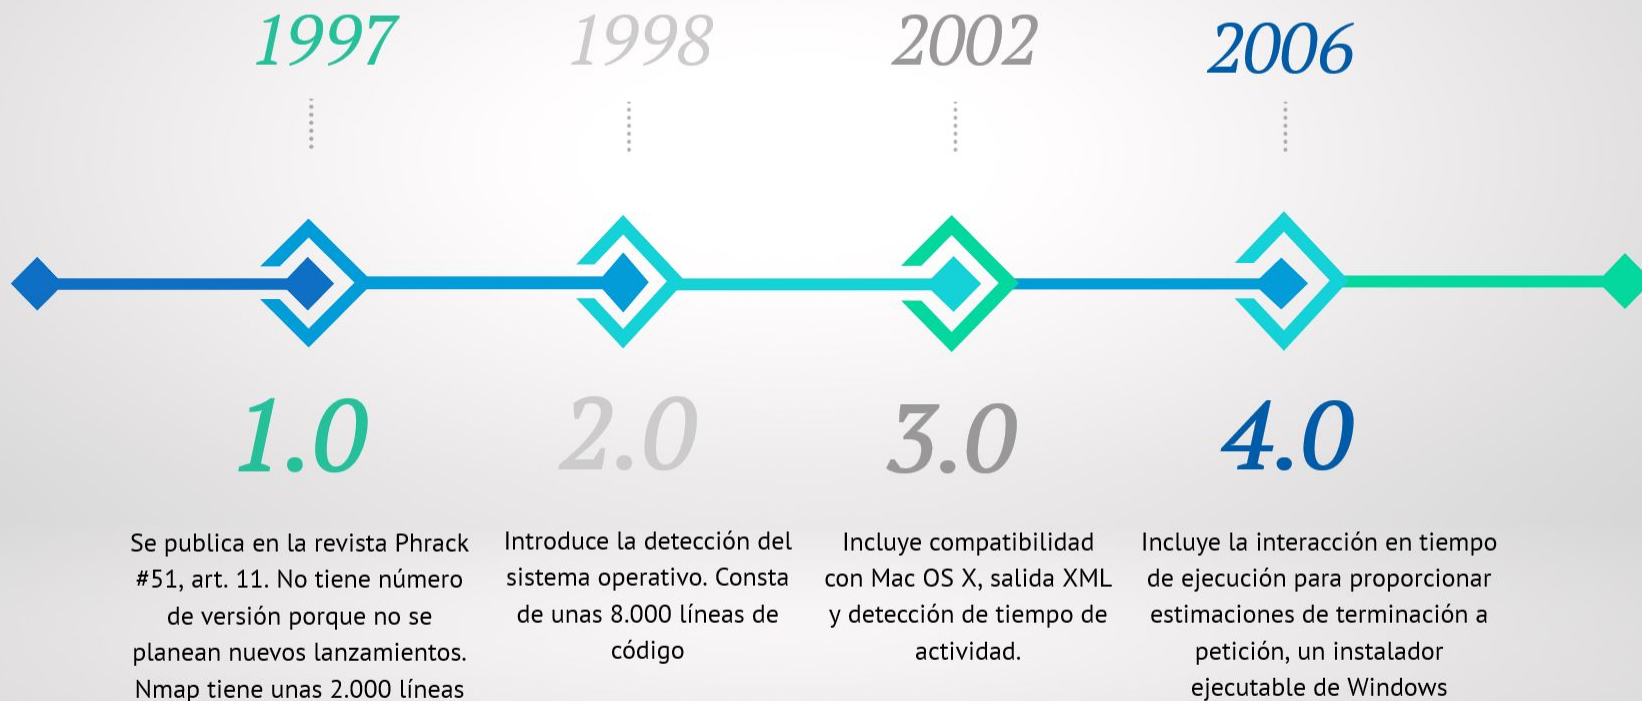 1997
1998
2002
2006
1.0
2.0
3.0
4.0
Se publica en la revista Phrack
#51, art. 11. No tiene número
de versión porque no se
planean nuevos lanzamientos.
Nmap tiene unas 2.000 líneas
Introduce la detección del
sistema operativo. Consta
de unas 8.000 líneas de
código
Incluye compatibilidad
con Mac OS X, salida XML
y detección de tiempo de
actividad.
Incluye la interacción en tiempo
de ejecución para proporcionar
estimaciones de terminación a
petición, un instalador
ejecutable de Windows